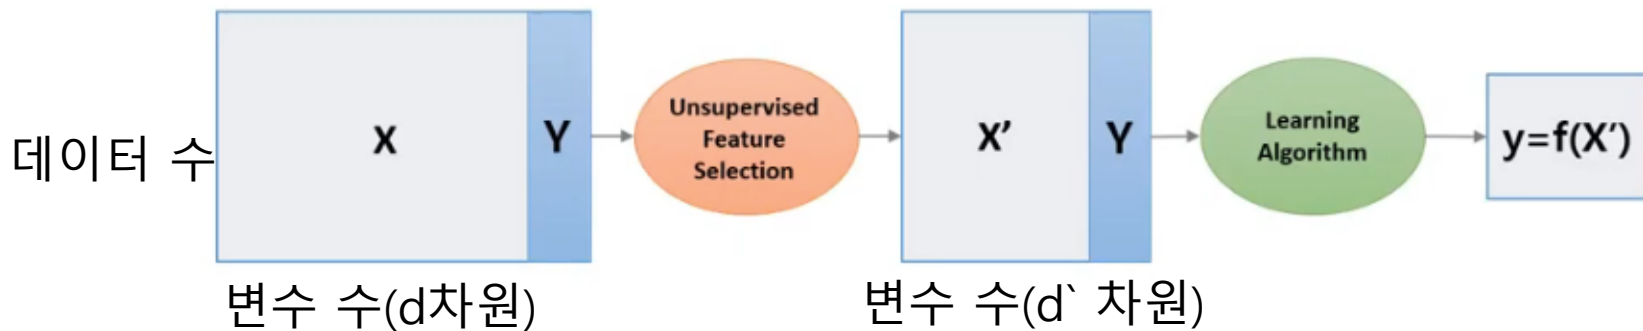 데이터 수
X
Y
Unsupervised
Feature
Selection
X’
Y
Learning
Algorithm
y=f(X’)
변수 수(d차원)
변수 수(d` 차원)